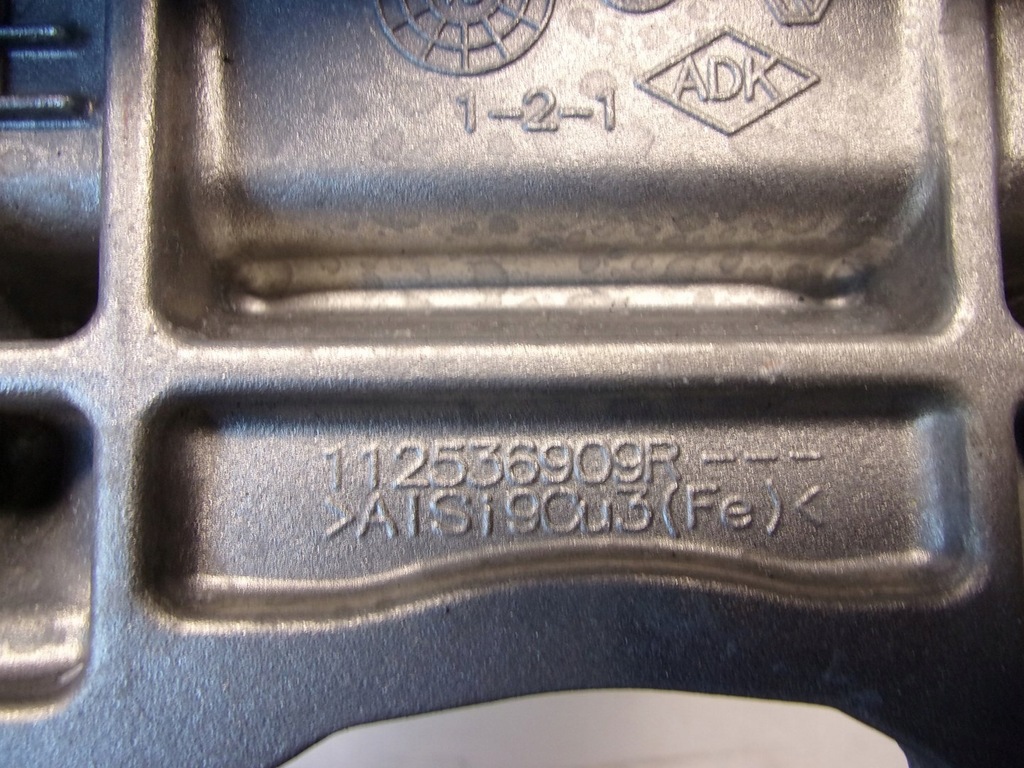 ADK
1-2-1
112536909R ---
>AlSi9Cu3(Fe)<